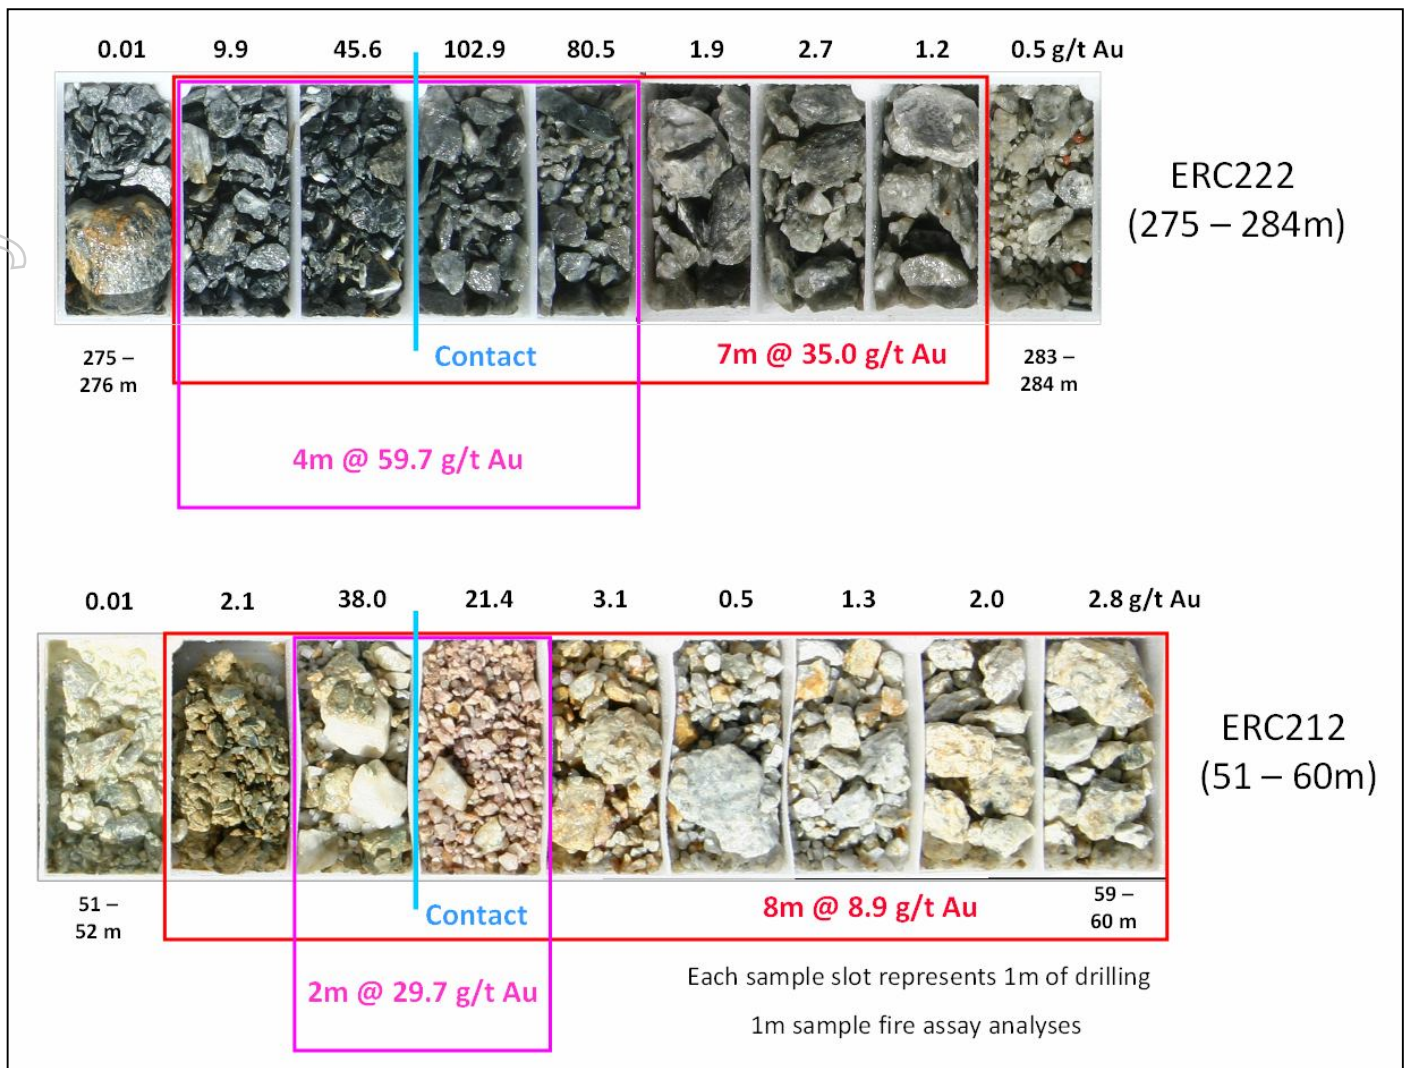 0.01 9.9 45.6 102.9 80.5 1.9 2.7 1.2 0.5 g/t Au
ERC222
(275 – 284m)
275 –
276 m
Contact
7m @ 35.0 g/t Au
283 –
284 m
4m @ 59.7 g/t Au
0.01 2.1 38.0 21.4 3.1 0.5 1.3 2.0 2.8 g/t Au
ERC212
(51 – 60m)
51 –
52 m
Contact
8m @ 8.9 g/t Au
59 –
60 m
2m @ 29.7 g/t Au
Each sample slot represents 1m of drilling
1m sample fire assay analyses